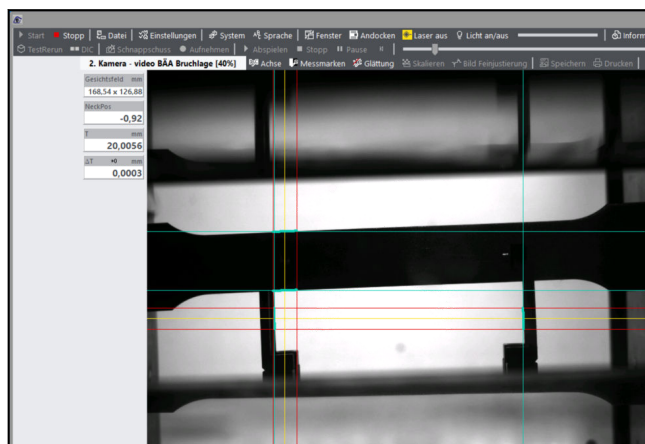 Start Stopp Datei Einstellungen System Sprache Fenster Andocken Laser aus Licht an/aus Inform
TestRerun DIC Schnappschuss Aufnehmen Abspielen Stopp Pause
2. Kamera - video BÄA Bruchlage [40%] Achse Messmarken Glättung Skalieren Bild Feinjustierung Speichern Drucken
Gesichtsfeld mm
168,54 x 126,88
NeckPos
-0,92
T mm
20,0056
ΔT •0 mm
0,0003